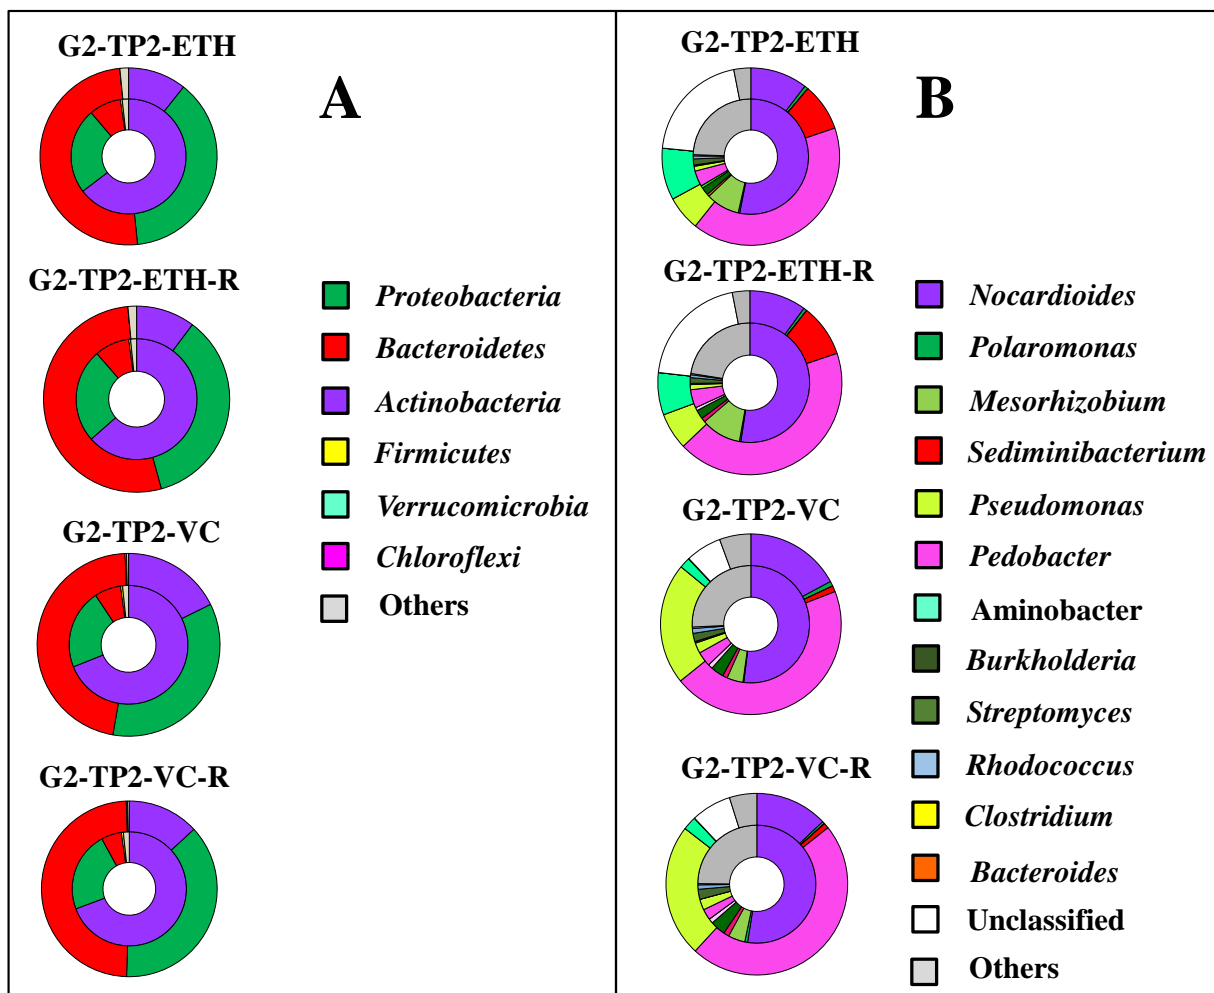 G2-TP2-ETH
A
G2-TP2-ETH-R
Proteobacteria
Bacteroidetes
Actinobacteria
Firmicutes
Verrucomicrobia
Chloroflexi
Others
G2-TP2-VC
G2-TP2-VC-R
G2-TP2-ETH
B
G2-TP2-ETH-R
Nocardioides
Polaromonas
Mesorhizobium
Sediminibacterium
Pseudomonas
Pedobacter
Aminobacter
Burkholderia
Streptomyces
Rhodococcus
Clostridium
Bacteroides
Unclassified
Others
G2-TP2-VC
G2-TP2-VC-R